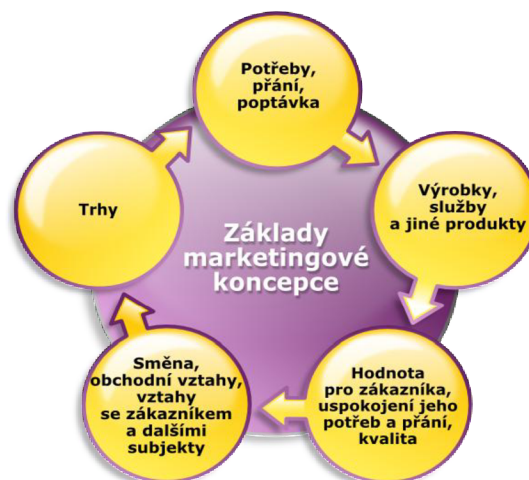 Potřeby,
přání,
poptávka
Výrobky,
služby
a jiné produkty
Trhy
Základy
marketingové
koncepce
Hodnota
pro zákazníka,
uspokojení jeho
potřeb a přání,
kvalita
Směna,
obchodní vztahy,
vztahy
se zákazníkem
a dalšími
subjekty